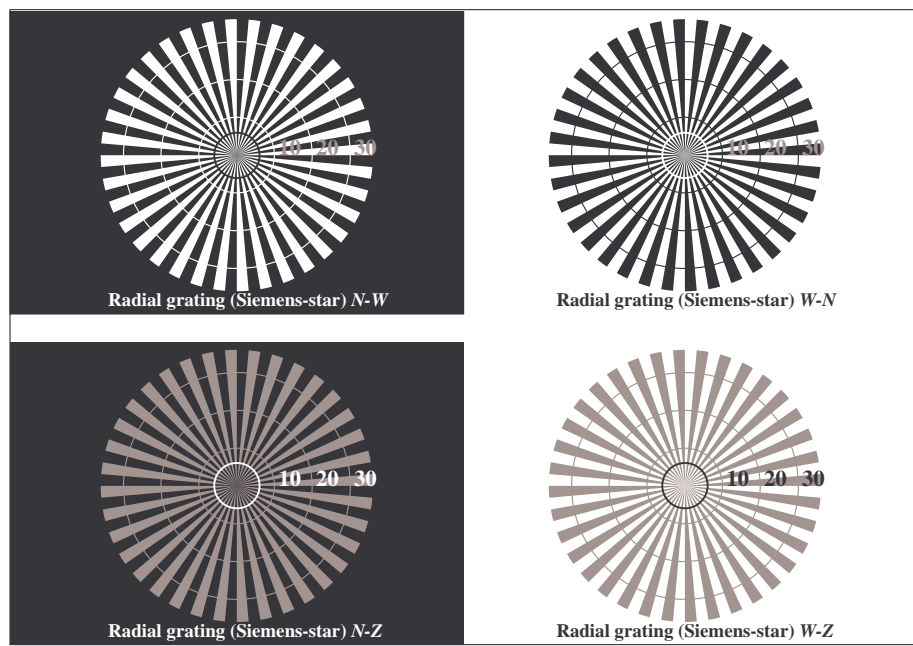 10 20 30
Radial grating (Siemens-star) N-W
10 20 30
Radial grating (Siemens-star) W-N
10 20 30
Radial grating (Siemens-star) N-Z
10 20 30
Radial grating (Siemens-star) W-Z